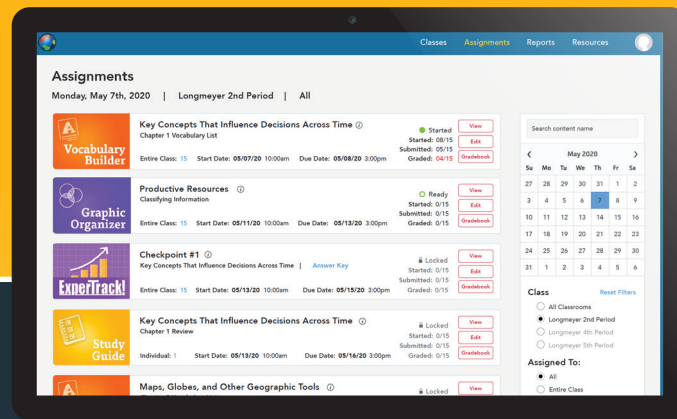 Classes Assignments Reports Resources
Assignments
Monday, May 7th, 2020 | Longmeyer 2nd Period | All
A
Vocabulary
Builder
Key Concepts That Influence Decisions Across Time
Chapter 1 Vocabulary List
Entire Class: 15 Start Date: 05/07/20 10:00am Due Date: 05/08/20 3:00pm
Started
Started: 08/15
Submitted: 05/15
Graded: 04/15
View
Edit
Gradebook
Graphic
Organizer
Productive Resources
Classifying Information
Entire Class: 15 Start Date: 05/11/20 10:00am Due Date: 05/13/20 3:00pm
Ready
Started: 0/15
Submitted: 0/15
Graded: 0/15
View
Edit
Gradebook
ExperTrack!
Checkpoint #1
Key Concepts That Influence Decisions Across Time | Answer Key
Entire Class: 15 Start Date: 05/13/20 10:00am Due Date: 05/15/20 3:00pm
Locked
Started: 0/15
Submitted: 0/15
Graded: 0/15
View
Edit
Gradebook
Study
Guide
Key Concepts That Influence Decisions Across Time
Chapter 1 Review
Individual: 1 Start Date: 05/13/20 10:00am Due Date: 05/16/20 3:00pm
Locked
Started: 0/15
Submitted: 0/15
Graded: 0/15
View
Edit
Gradebook
A
Maps, Globes, and Other Geographic Tools
Locked
View
Search content name
May 2020
Su Mo Tu We Th Fr Sa
27 28 29 30 31 1 2
3 4 5 6 7 8 9
10 11 12 13 14 15 16
17 18 19 20 21 22 23
24 25 26 27 28 29 30
31 1 2 3 4 5 6
Class Reset Filters
All Classrooms
Longmeyer 2nd Period
Longmeyer 4th Period
Longmeyer 5th Period
Assigned To:
All
Entire Class